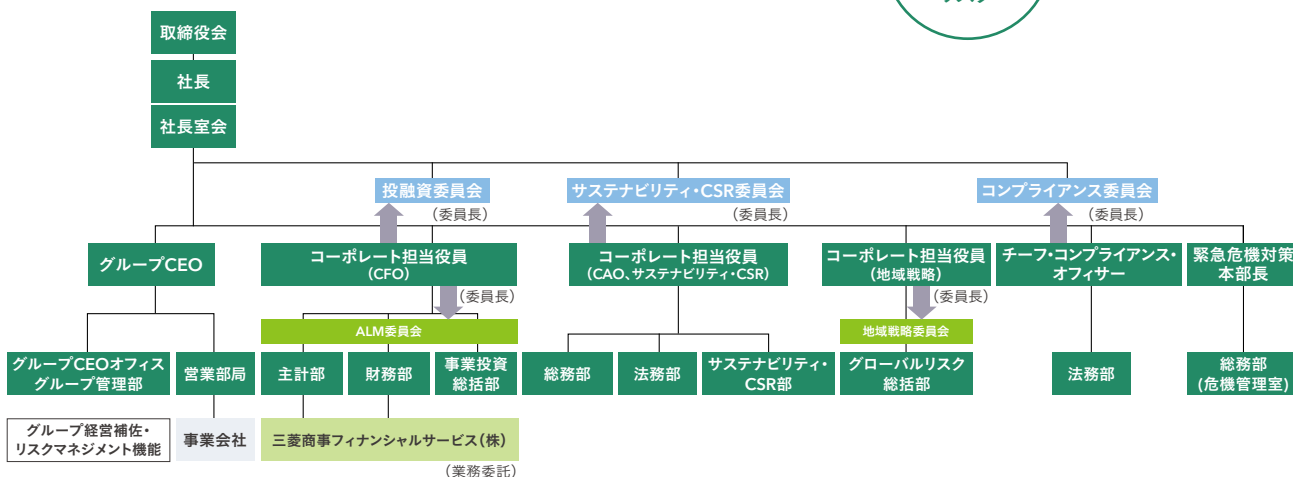 取締役会
社長
社長室会
投融資委員会
(委員長)
サステナビリティ・CSR委員会
(委員長)
コンプライアンス委員会
(委員長)
グループCEO
コーポレート担当役員
(CFO)
コーポレート担当役員
(CAO、サステナビリティ・CSR)
コーポレート担当役員
(地域戦略)
チーフ・コンプライアンス・
オフィサー
緊急危機対策
本部長
(委員長)
(委員長)
ALM委員会
地域戦略委員会
グループCEOオフィス
グループ管理部
営業部局
主計部
財務部
事業投資
総括部
総務部
法務部
サステナビリティ・
CSR部
グローバルリスク
総括部
法務部
総務部
(危機管理室)
グループ経営補佐・
リスクマネジメント機能
事業会社
三菱商事フィナンシャルサービス(株)
(業務委託)